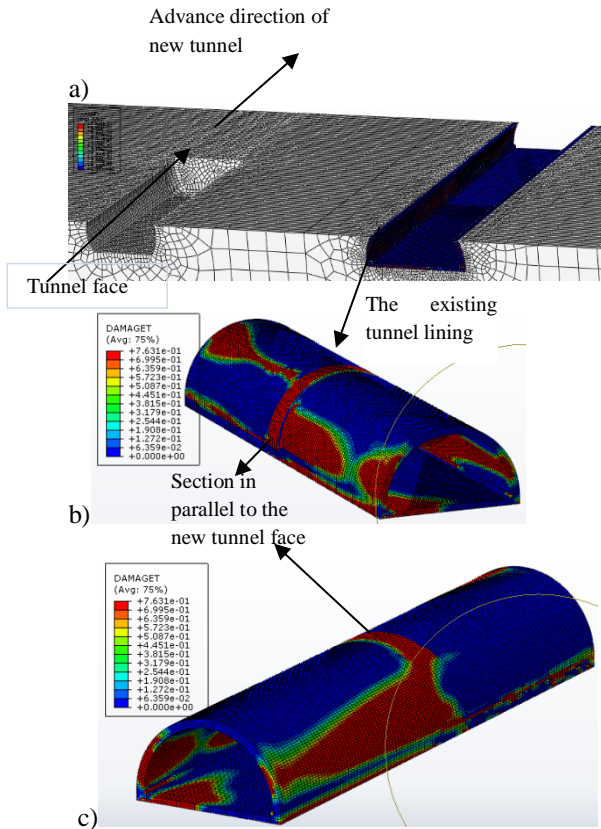 Advance direction of
new tunnel
a)
Tunnel face
The existing
tunnel lining
DAMAGET
(Avg: 75%)
+7.631e-01
+6.995e-01
+6.359e-01
+5.723e-01
+5.087e-01
+4.451e-01
+3.815e-01
+3.179e-01
+2.544e-01
+1.908e-01
+1.272e-01
+6.359e-02
+0.000e+00
Section in
parallel to the
new tunnel face
b)
DAMAGET
(Avg: 75%)
+7.631e-01
+6.995e-01
+6.359e-01
+5.723e-01
+5.087e-01
+4.451e-01
+3.815e-01
+3.179e-01
+2.544e-01
+1.908e-01
+1.272e-01
+6.359e-02
+0.000e+00
c)